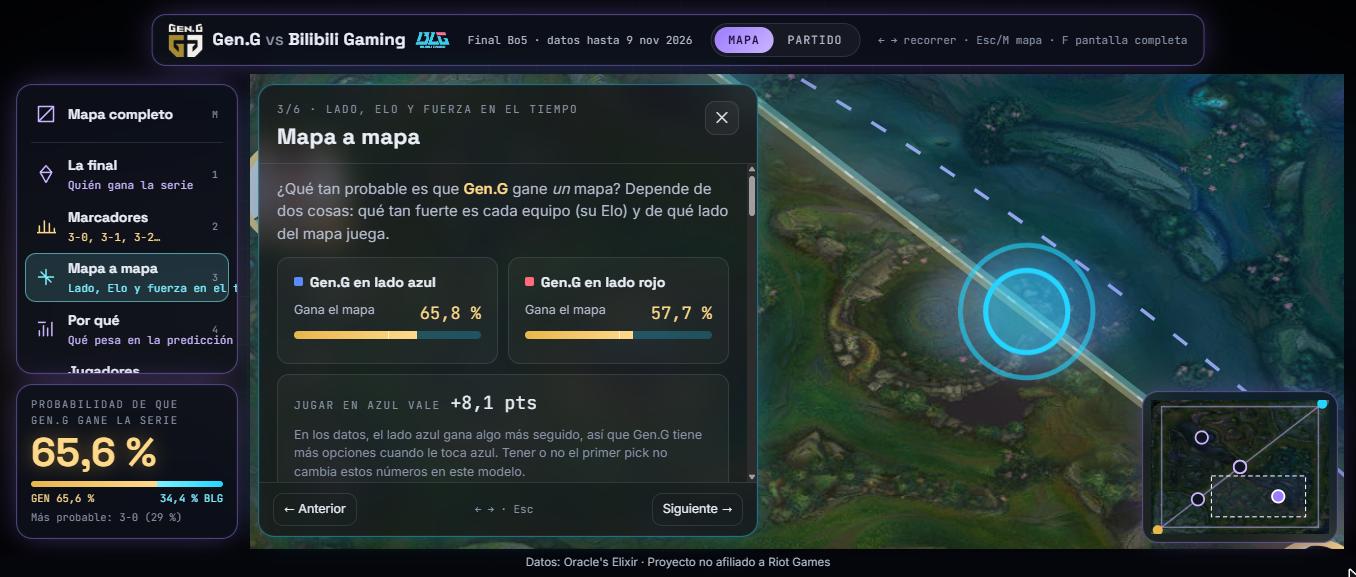 GEN.G
Gen.G vs Bilibili Gaming
BLG
BILIBILI GAMING
Final Bo5 · datos hasta 9 nov 2026
MAPA
PARTIDO
← → recorrer · Esc/M mapa · F pantalla completa
Mapa completo
M
La final
Quién gana la serie
1
Marcadores
3-0, 3-1, 3-2…
2
Mapa a mapa
Lado, Elo y fuerza en el t
3
Por qué
Qué pesa en la predicción
4
Jugadores
PROBABILIDAD DE QUE
GEN.G GANE LA SERIE
65,6 %
GEN 65,6 %
34,4 % BLG
Más probable: 3-0 (29 %)
3/6 · LADO, ELO Y FUERZA EN EL TIEMPO
Mapa a mapa
¿Qué tan probable es que Gen.G gane un mapa? Depende de
dos cosas: qué tan fuerte es cada equipo (su Elo) y de qué lado
del mapa juega.
Gen.G en lado azul
Gana el mapa
65,8 %
Gen.G en lado rojo
Gana el mapa
57,7 %
JUGAR EN AZUL VALE +8,1 pts
En los datos, el lado azul gana algo más seguido, así que Gen.G tiene
más opciones cuando le toca azul. Tener o no el primer pick no
cambia estos números en este modelo.
← Anterior
← → · Esc
Siguiente →
Datos: Oracle's Elixir · Proyecto no afiliado a Riot Games